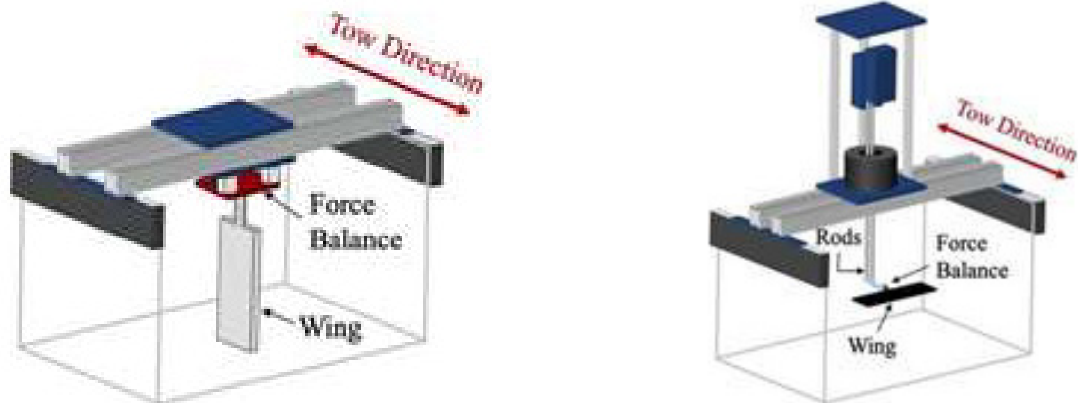 Tow Direction
Force
Balance
Wing
Tow Direction
Rods
Force
Balance
Wing